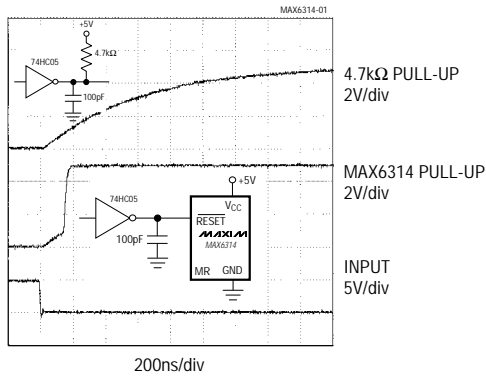 MAX6314-01
+5V
4.7kΩ
74HC05
100pF
4.7kΩ PULL-UP
2V/div
MAX6314 PULL-UP
2V/div
+5V
74HC05
100pF
VCC
RESET
MAXIM
MAX6314
MR GND
INPUT
5V/div
200ns/div